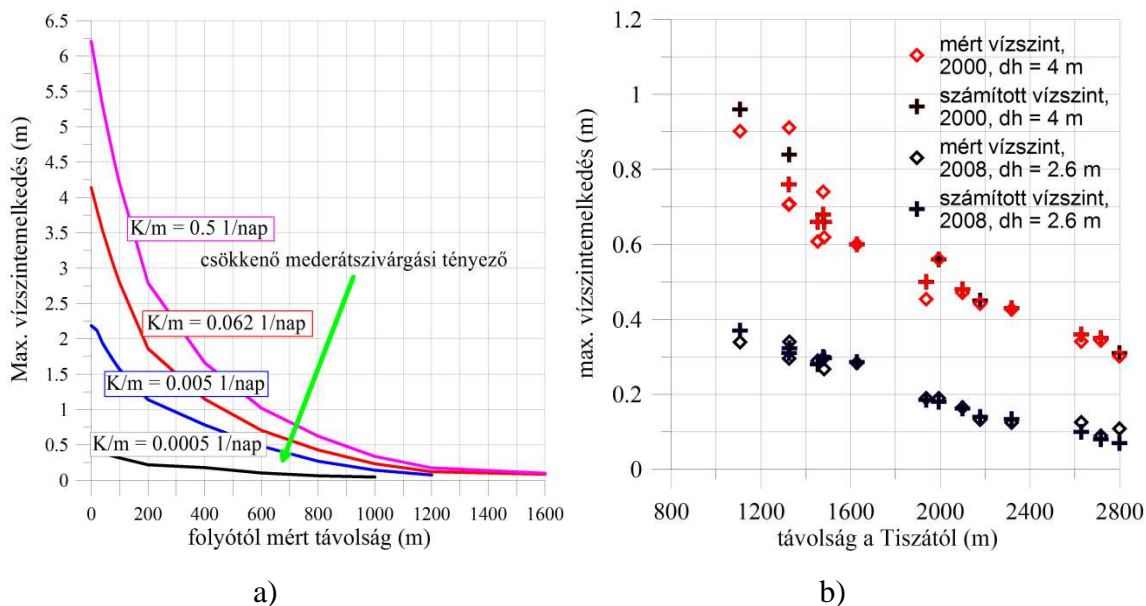 6.5
6
5.5
5
4.5
4
3.5
3
2.5
2
1.5
1
0.5
0
Max. vízszintemelkedés (m)
K/m = 0.5 1/nap
csökkenő mederátszivárgási tényező
K/m = 0.062 1/nap
K/m = 0.005 1/nap
K/m = 0.0005 1/nap
0 200 400 600 800 1000 1200 1400 1600
folyótól mért távolság (m)
a)
1.2
1
0.8
0.6
0.4
0.2
0
max. vízszintemelkedés (m)
mért vízszint,
2000, dh = 4 m
számított vízszint,
2000, dh = 4 m
mért vízszint,
2008, dh = 2.6 m
számított vízszint,
2008, dh = 2.6 m
800 1200 1600 2000 2400 2800
távolság a Tiszától (m)
b)